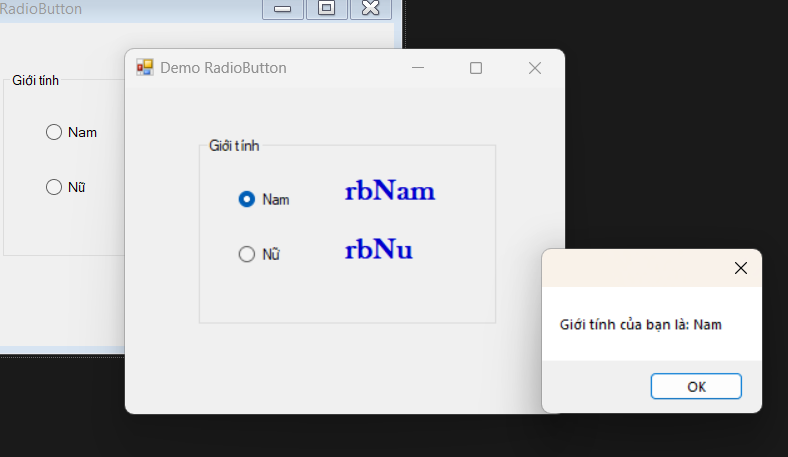 RadioButton
Giới tính
Nam
Nữ
Demo RadioButton
Giới tính
Nam
rbNam
Nữ
rbNu
Giới tính của bạn là: Nam
OK